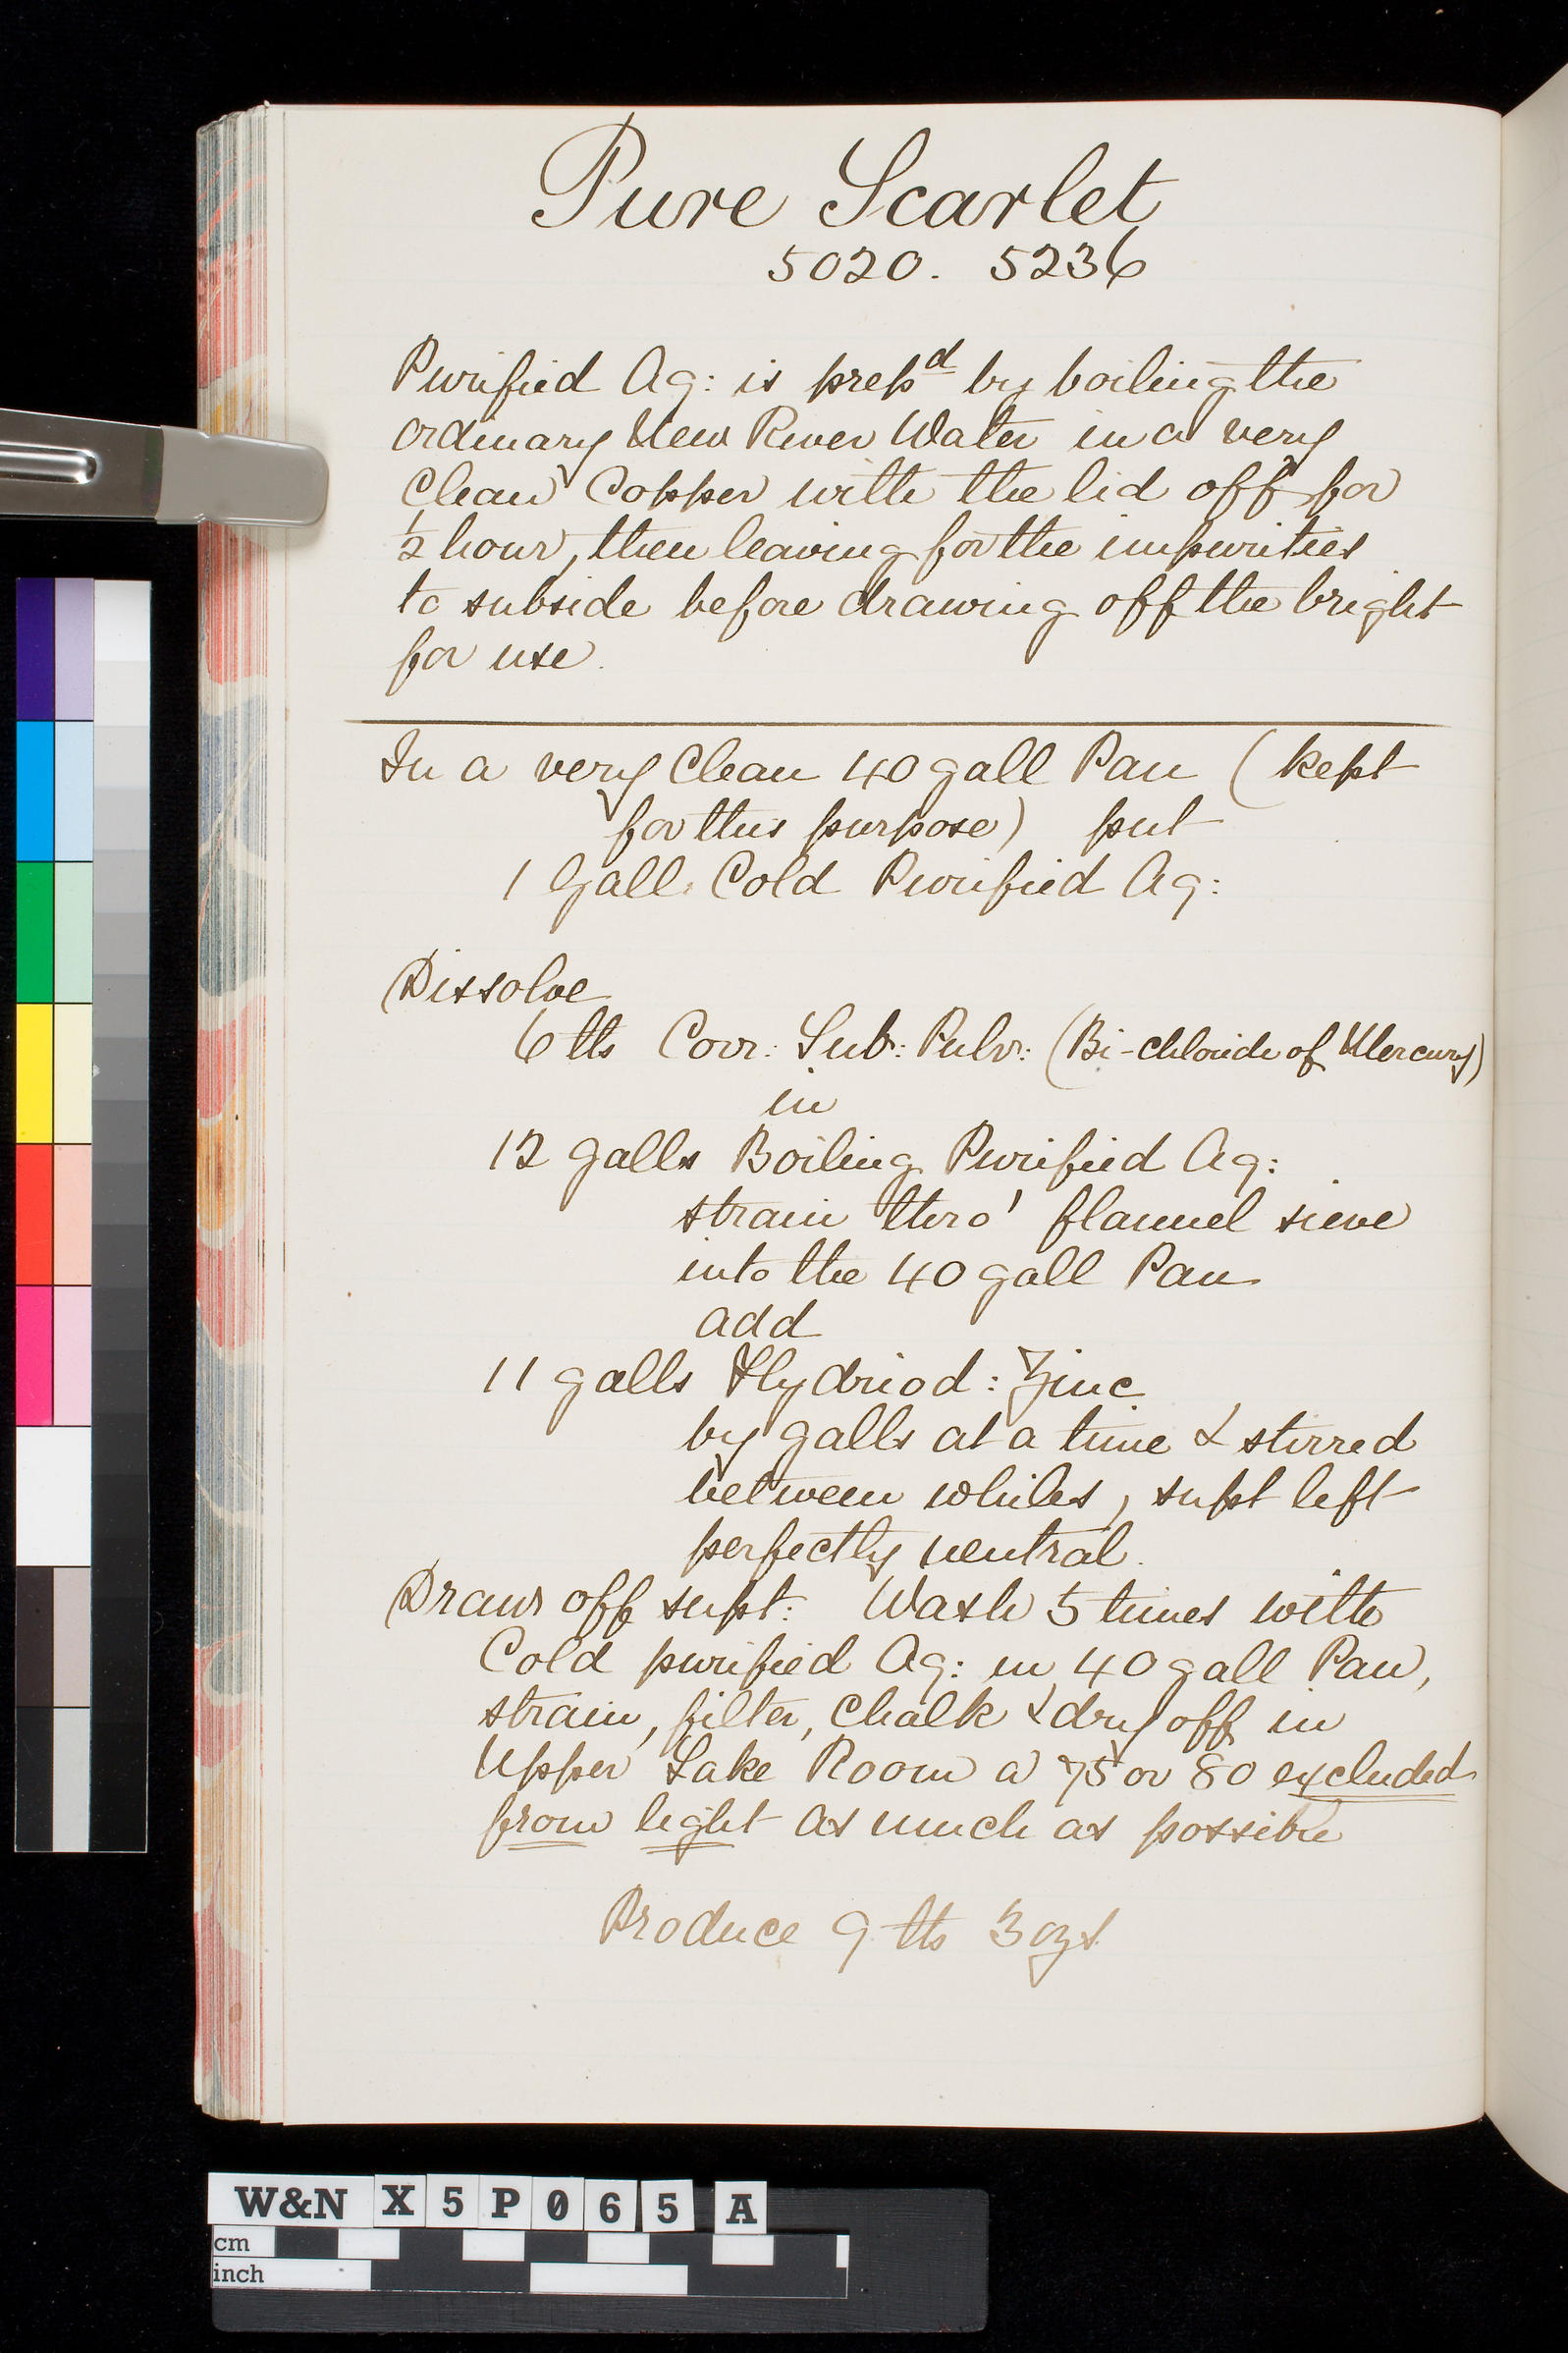 Pure Scarlet
5020. 5236
Purified Aq: is prepd by boiling the
ordinary New River Water in a very
Clean Copper with the lid off for
½ hour, then leaving for the impurities
to subside before drawing off the bright
for use.
In a very Clean 40 gall Pan (kept
for this purpose) put
1 Gall. Cold Purified Aq:
Dissolve
6 lbs Corr: Sub: Pulv: (Bi-chloride of Mercury)
in
12 galls Boiling Purified Aq:
strain thro' flannel sieve
into the 40 gall Pan
add
11 galls Hydriod: Zinc
by galls at a time & stirred
between whiles, supt left
perfectly neutral.
Draw off supt: Wash 5 times with
Cold purified Aq: in 40 gall Pan,
strain, filter, Chalk & dry off in
Upper Lake Room a 75 or 80 excluded
from light as much as possible
Produce 9 lbs 3 ozs
W&N X5P065 A
cm
inch